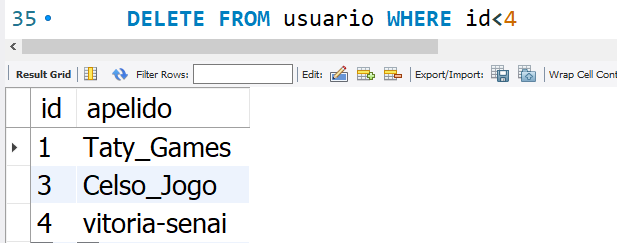 35 DELETE FROM usuario WHERE id<4
Result Grid Filter Rows: Edit: Export/Import: Wrap Cell Cont
id apelido
1 Taty_Games
3 Celso_Jogo
4 vitoria-senai